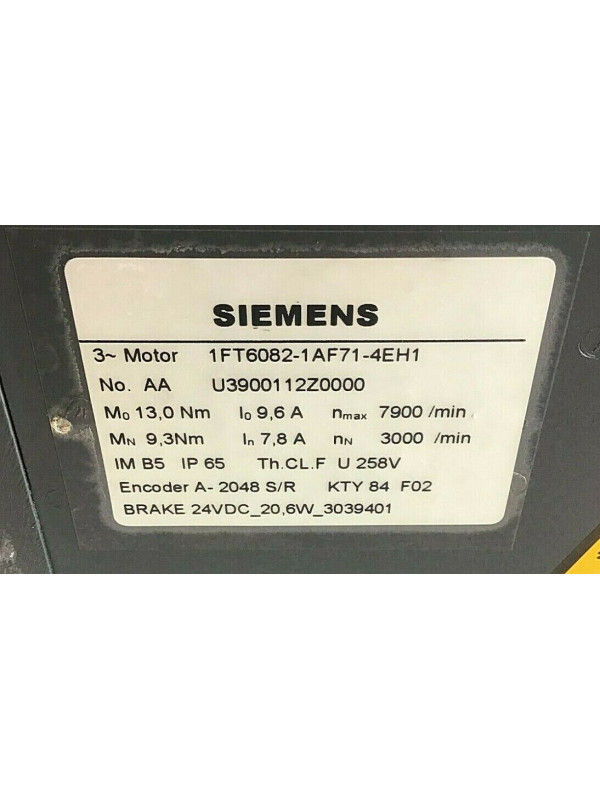 SIEMENS
3~ Motor 1FT6082-1AF71-4EH1
No. AA U3900112Z0000
M₀ 13,0 Nm I₀ 9,6 A nmax 7900 /min
MN 9,3Nm In 7,8 A nN 3000 /min
IM B5 IP 65 Th.CL.F U 258V
Encoder A- 2048 S/R KTY 84 F02
BRAKE 24VDC_20,6W_3039401